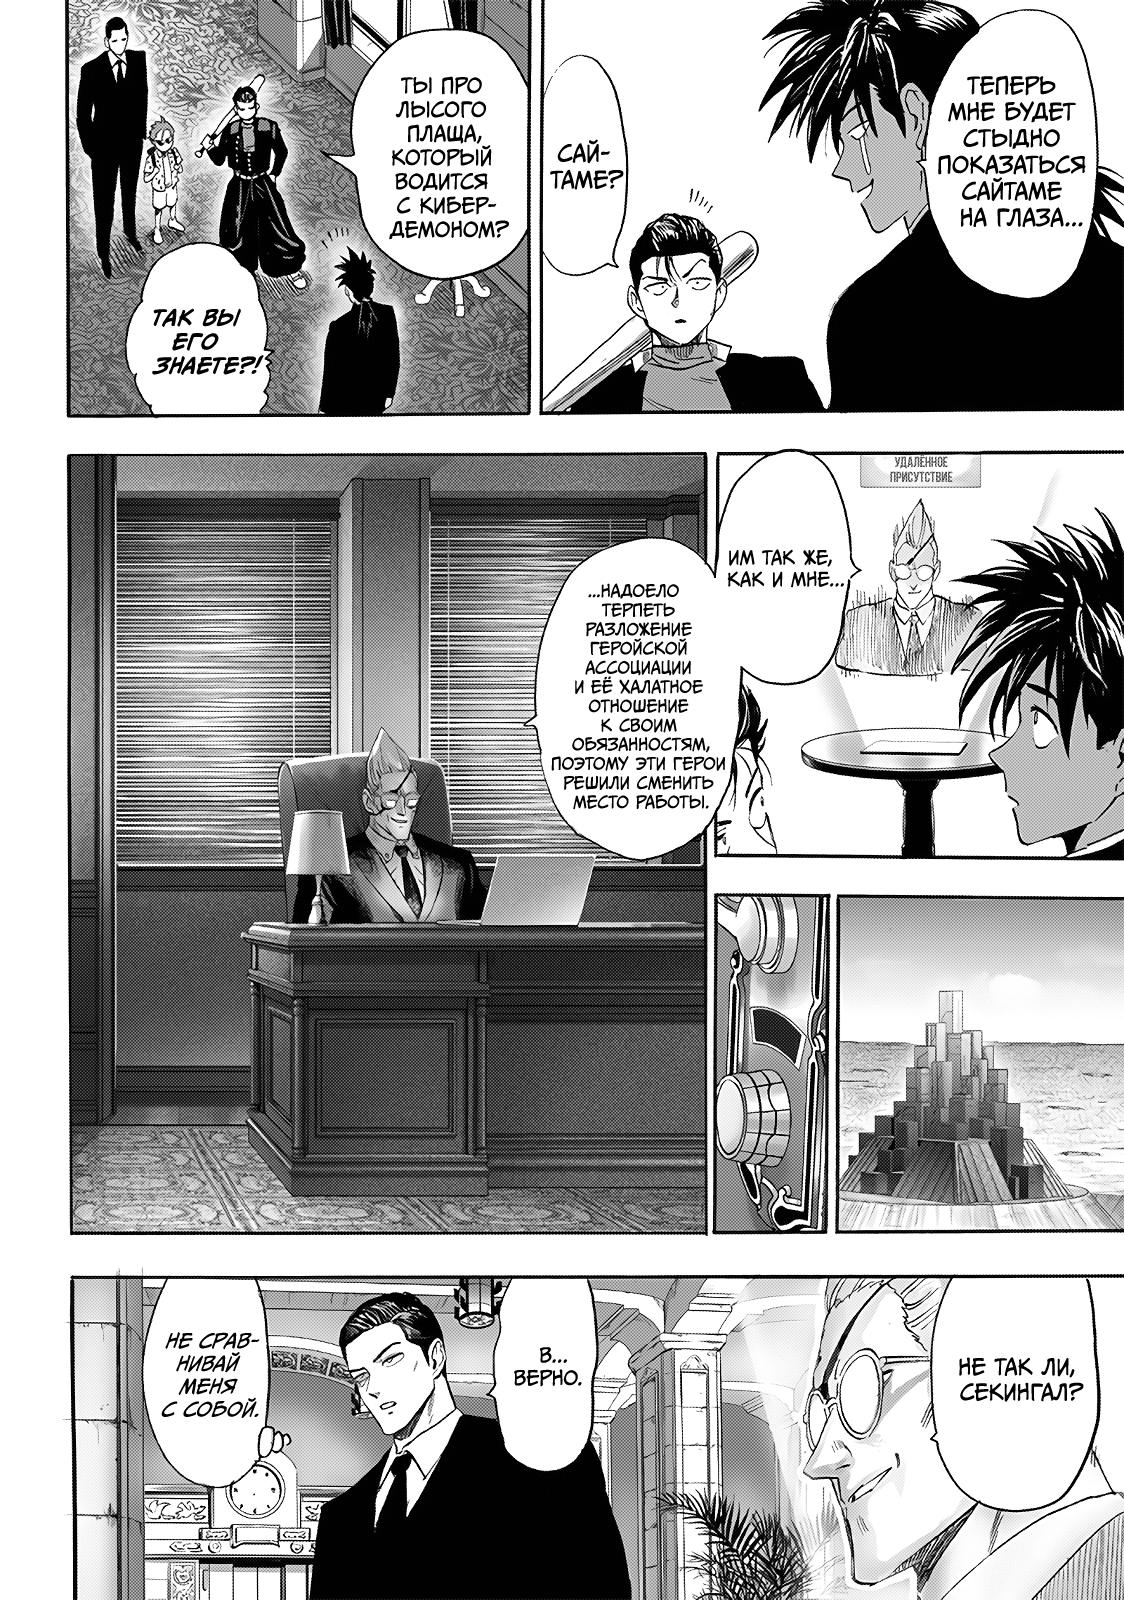 ТЕПЕРЬ
МНЕ БУДЕТ
СТЫДНО
ПОКАЗАТЬСЯ
САЙТАМЕ
НА ГЛАЗА...
САЙ-
ТАМЕ?
ТЫ ПРО
ЛЫСОГО
ПЛАЩА,
КОТОРЫЙ
ВОДИТСЯ
С КИБЕР-
ДЕМОНОМ?
ТАК ВЫ
ЕГО
ЗНАЕТЕ?!
УДАЛЁННОЕ
ПРИСУТСТВИЕ
ИМ ТАК ЖЕ,
КАК И МНЕ...
...НАДОЕЛО
ТЕРПЕТЬ
РАЗЛОЖЕНИЕ
ГЕРОЙСКОЙ
АССОЦИАЦИИ
И ЕЁ ХАЛАТНОЕ
ОТНОШЕНИЕ
К СВОИМ
ОБЯЗАННОСТЯМ,
ПОЭТОМУ ЭТИ ГЕРОИ
РЕШИЛИ СМЕНИТЬ
МЕСТО РАБОТЫ.
НЕ ТАК ЛИ,
СЕКИНГАЛ?
В...
ВЕРНО.
НЕ СРАВ-
НИВАЙ
МЕНЯ
С СОБОЙ.